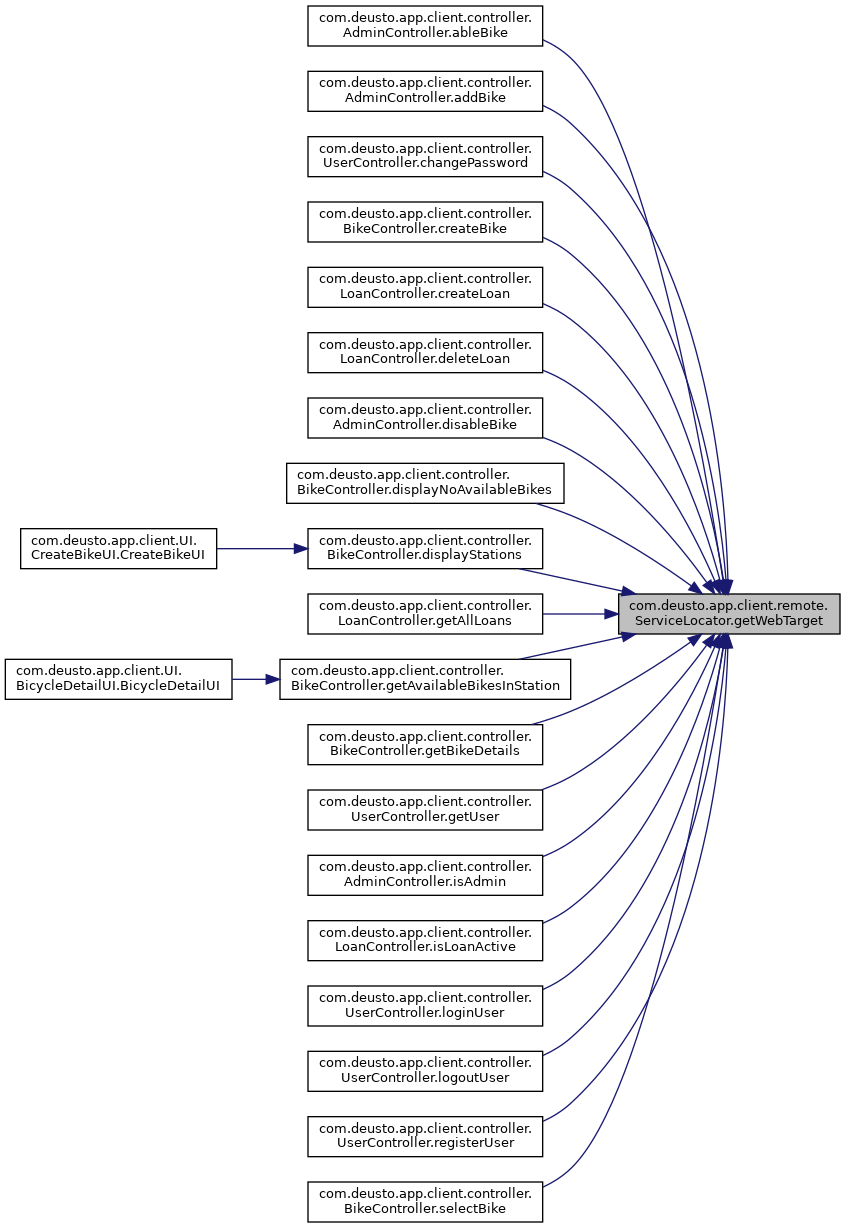 com.deusto.app.client.controller.
AdminController.ableBike
com.deusto.app.client.controller.
AdminController.addBike
com.deusto.app.client.controller.
UserController.changePassword
com.deusto.app.client.controller.
BikeController.createBike
com.deusto.app.client.controller.
LoanController.createLoan
com.deusto.app.client.controller.
LoanController.deleteLoan
com.deusto.app.client.controller.
AdminController.disableBike
com.deusto.app.client.controller.
BikeController.displayNoAvailableBikes
com.deusto.app.client.UI.
CreateBikeUI.CreateBikeUI
com.deusto.app.client.controller.
BikeController.displayStations
com.deusto.app.client.remote.
ServiceLocator.getWebTarget
com.deusto.app.client.controller.
LoanController.getAllLoans
com.deusto.app.client.UI.
BicycleDetailUI.BicycleDetailUI
com.deusto.app.client.controller.
BikeController.getAvailableBikesInStation
com.deusto.app.client.controller.
BikeController.getBikeDetails
com.deusto.app.client.controller.
UserController.getUser
com.deusto.app.client.controller.
AdminController.isAdmin
com.deusto.app.client.controller.
LoanController.isLoanActive
com.deusto.app.client.controller.
UserController.loginUser
com.deusto.app.client.controller.
UserController.logoutUser
com.deusto.app.client.controller.
UserController.registerUser
com.deusto.app.client.controller.
BikeController.selectBike